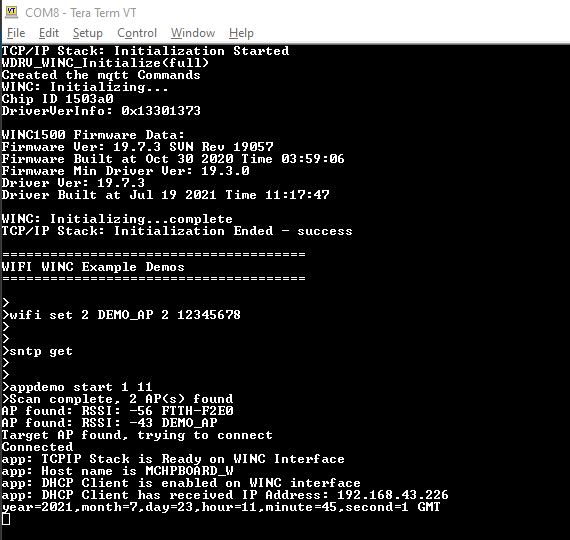 COM8 - Tera Term VT
File Edit Setup Control Window Help
TCP/IP Stack: Initialization Started
WDRV_WINC_Initialize(full)
Created the mqtt Commands
WINC: Initializing...
Chip ID 1503a0
DriverVerInfo: 0x13301373
WINC1500 Firmware Data:
Firmware Ver: 19.7.3 SVN Rev 19057
Firmware Built at Oct 30 2020 Time 03:59:06
Firmware Min Driver Ver: 19.3.0
Driver Ver: 19.7.3
Driver Built at Jul 19 2021 Time 11:17:47
WINC: Initializing...complete
TCP/IP Stack: Initialization Ended - success
=======================================
WIFI WINC Example Demos
=======================================
>
>wifi set 2 DEMO_AP 2 12345678
>
>
>sntp get
>
>
>appdemo start 1 11
>Scan complete, 2 AP(s) found
AP found: RSSI: -56 FTTH-F2E0
AP found: RSSI: -43 DEMO_AP
Target AP found, trying to connect
Connected
app: TCPIP Stack is Ready on WINC Interface
app: Host name is MCHPBOARD_W
app: DHCP Client is enabled on WINC interface
app: DHCP Client has received IP Address: 192.168.43.226
year=2021,month=7,day=23,hour=11,minute=45,second=1 GMT